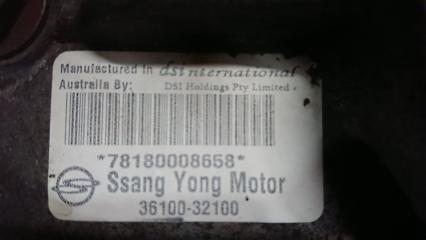 Manufactured in dsi international
Australia By: DSI Holdings Pty Limited
*78180008658*
Ssang Yong Motor
36100-32100